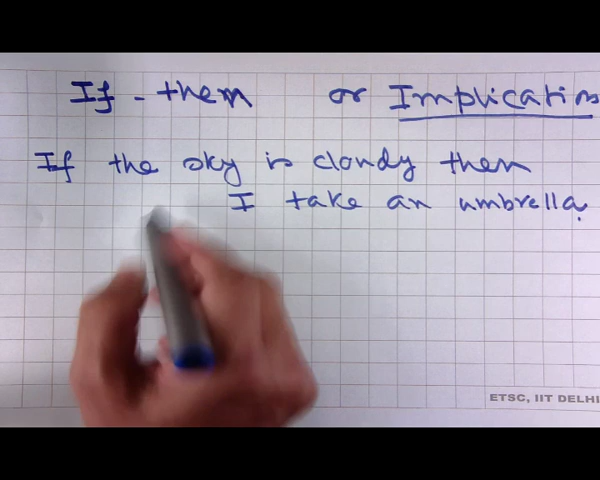 If - then or Implication
If the sky is cloudy then
I take an umbrella.
ETSC, IIT DELHI